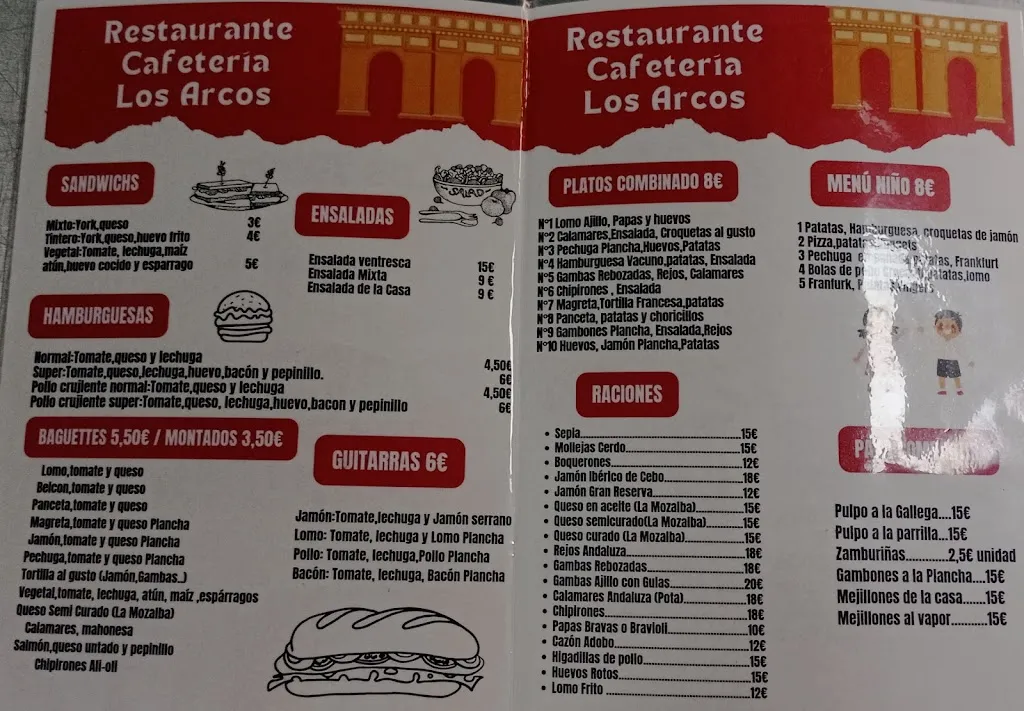 Restaurante
Cafetería
Los Arcos
SANDWICHS
Mixto:York,queso 3€
Tintero:York,queso,huevo frito 4€
Vegetal:Tomate, lechuga,maíz
atún,huevo cocido y esparrago 5€
SALAD
ENSALADAS
Ensalada ventresca 15€
Ensalada Mixta 9 €
Ensalada de la Casa 9 €
HAMBURGUESAS
Normal:Tomate,queso y lechuga 4,50€
Super:Tomate,queso,lechuga,huevo,bacón y pepinillo. 6€
Pollo crujiente normal:Tomate,queso y lechuga 4,50€
Pollo crujiente super:Tomate,queso, lechuga,huevo,bacon y pepinillo 6€
BAGUETTES 5,50€ / MONTADOS 3,50€
Lomo,tomate y queso
Belcon,tomate y queso
Panceta,tomate y queso
Magreta,tomate y queso Plancha
Jamón,tomate y queso Plancha
Pechuga,tomate y queso Plancha
Tortilla al gusto (Jamón,Gambas..)
Vegetal,tomate, lechuga, atún, maíz ,espárragos
Queso Semi Curado (La Mozalba)
Calamares, mahonesa
Salmón,queso untado y pepinillo
Chipirones Ali-oli
GUITARRAS 6€
Jamón:Tomate,lechuga y Jamón serrano
Lomo: Tomate, lechuga y Lomo Plancha
Pollo: Tomate, lechuga,Pollo Plancha
Bacón: Tomate, lechuga, Bacón Plancha
Restaurante
Cafetería
Los Arcos
PLATOS COMBINADO 8€
Nº1 Lomo Ajillo, Papas y huevos
Nº2 Calamares,Ensalada, Croquetas al gusto
Nº3 Pechuga Plancha,Huevos,Patatas
Nº4 Hamburguesa Vacuno,patatas, Ensalada
Nº5 Gambas Rebozadas, Rejos, Calamares
Nº6 Chipirones , Ensalada
Nº7 Magreta,Tortilla Francesa,patatas
Nº8 Panceta, patatas y choricillos
Nº9 Gambones Plancha, Ensalada,Rejos
Nº10 Huevos, Jamón Plancha,Patatas
MENÚ NIÑO 8€
1 Patatas, Hamburguesa, croquetas de jamón
2 Pizza,patatas
3 Pechuga patatas, Frankfurt
4 Bolas de patatas,lomo
5 Franfurk,
RACIONES
• Sepia...15€
• Mollejas Cerdo...15€
• Boquerones...12€
• Jamón Ibérico de Cebo...18€
• Jamón Gran Reserva...12€
• Queso en aceite (La Mozalba)...15€
• Queso semicurado(La Mozalba)...15€
• Queso curado (La Mozalba)...15€
• Rejos Andaluza...18€
• Gambas Rebozadas...18€
• Gambas Ajillo con Gulas...20€
• Calamares Andaluza (Pota)...18€
• Chipirones...18€
• Papas Bravas o Bravioli...10€
• Cazón Adobo...12€
• Higadillas de pollo...15€
• Huevos Rotos...15€
• Lomo Frito...12€
Pulpo a la Gallega....15€
Pulpo a la parrilla...15€
Zamburiñas.........2,5€ unidad
Gambones a la Plancha....15€
Mejillones de la casa......15€
Mejillones al vapor..........15€